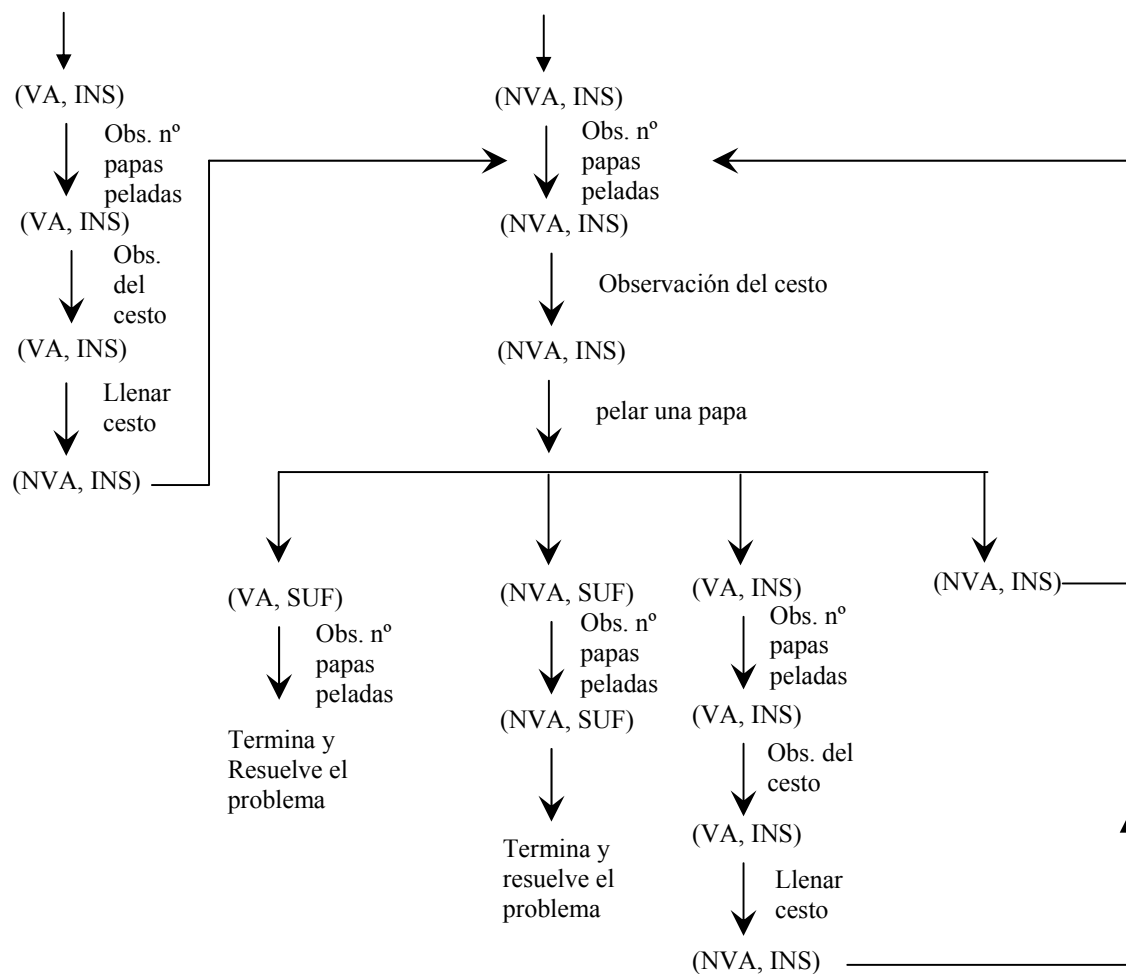 (VA, INS)
Obs. nº
papas
peladas
(VA, INS)
Obs.
del
cesto
(VA, INS)
Llenar
cesto
(NVA, INS)
(NVA, INS)
Obs. nº
papas
peladas
(NVA, INS)
Observación del cesto
(NVA, INS)
pelar una papa
(VA, SUF)
Obs. nº
papas
peladas
Termina y
Resuelve el
problema
(NVA, SUF)
Obs. nº
papas
peladas
(NVA, SUF)
Termina y
resuelve el
problema
(VA, INS)
Obs. nº
papas
peladas
(VA, INS)
Obs. del
cesto
(VA, INS)
Llenar
cesto
(NVA, INS)
(NVA, INS)